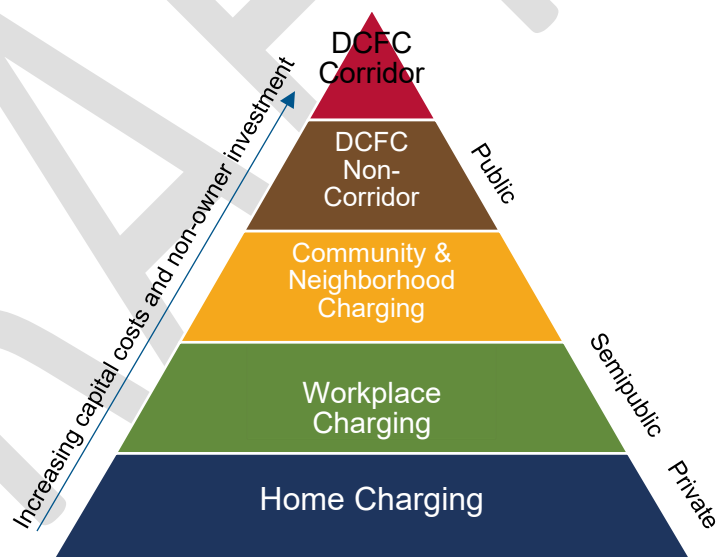 DCFC
Corridor
DCFC
Non-
Corridor
Community &
Neighborhood
Charging
Workplace
Charging
Home Charging
Increasing capital costs and non-owner investment
Public
Semipublic
Private